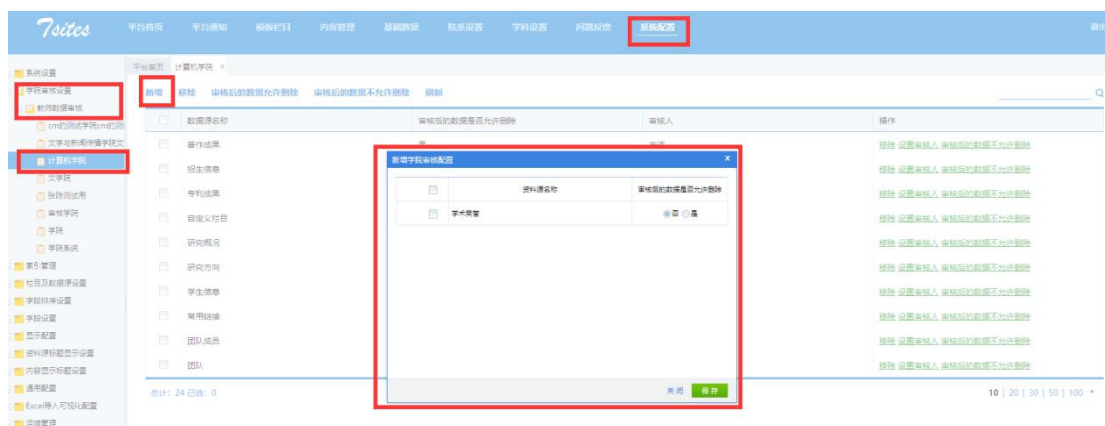 7sites
平台首页 平台通知 模板栏目 内容管理 基础数据 院系设置 学科设置 问题反馈 系统配置
平台首页 计算机学院 ×
系统设置
学院审核设置
教师数据审核
cm的测试学院cm的测
文学与新闻传播学院文
计算机学院
文学院
张陈测试用
审核学院
学院
学院系统
索引管理
栏目及数据源设置
字段排序设置
字段设置
显示配置
资料源标题显示设置
内容显示标题设置
通用配置
Excel导入可视化配置
运维管理
新增 移除 审核后的数据允许删除 审核后的数据不允许删除 刷新
数据源名称 审核后的数据是否允许删除 审核人 操作
著作成果 移除 设置审核人 审核后的数据不允许删除
招生信息 移除 设置审核人 审核后的数据不允许删除
专利成果 移除 设置审核人 审核后的数据不允许删除
自定义栏目 移除 设置审核人 审核后的数据不允许删除
研究概况 移除 设置审核人 审核后的数据不允许删除
研究方向 移除 设置审核人 审核后的数据不允许删除
学生信息 移除 设置审核人 审核后的数据不允许删除
常用链接 移除 设置审核人 审核后的数据不允许删除
团队成员 移除 设置审核人 审核后的数据不允许删除
团队 移除 设置审核人 审核后的数据不允许删除
新增学院审核配置 x
资料源名称 审核后的数据是否允许删除
学术荣誉 否 是
关闭 保存
总计: 24 已选: 0
10 | 20 | 30 | 50 | 100